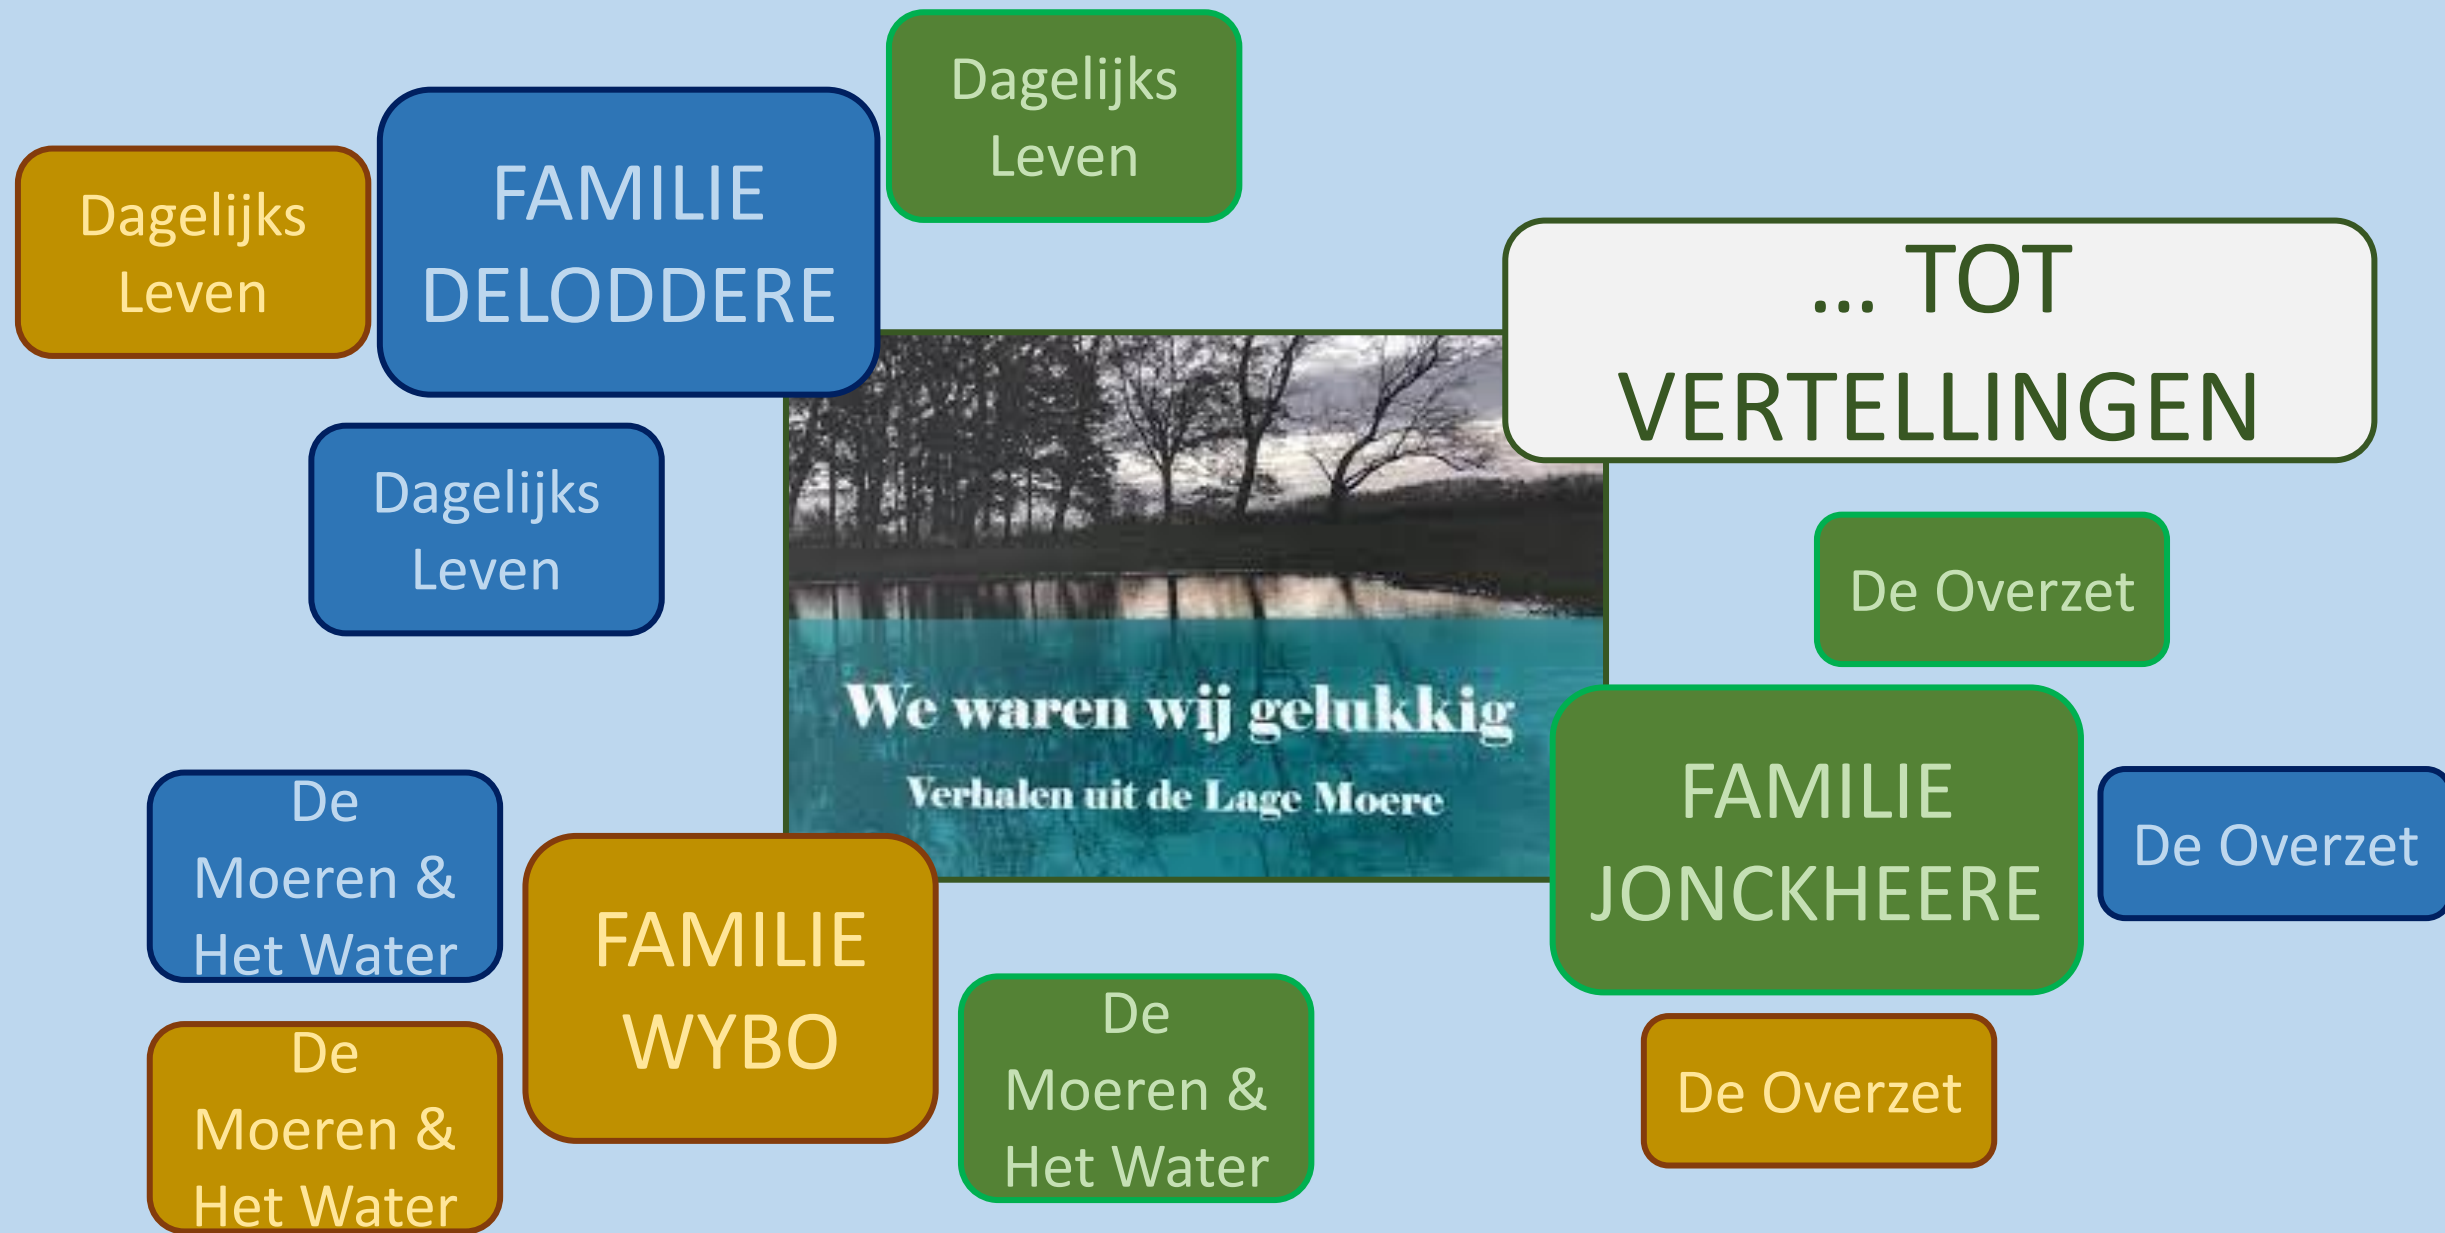 Dagelijks
Leven
FAMILIE
DELODDERE
Dagelijks
Leven
... TOT
VERTELLINGEN
Dagelijks
Leven
De Overzet
We waren wij gelukkig
Verhalen uit de Lage Moere
FAMILIE
JONCKHEERE
De Overzet
De
Moeren &
Het Water
FAMILIE
WYBO
De
Moeren &
Het Water
De
Moeren &
Het Water
De Overzet